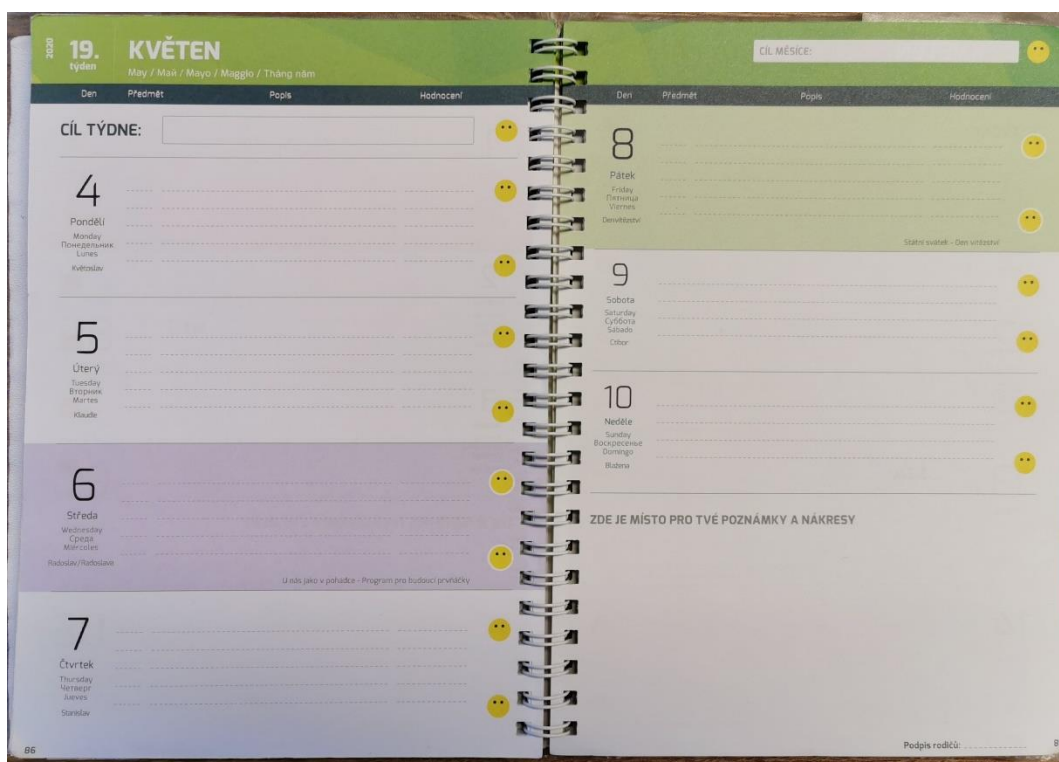 2020
19.
týden
KVĚTEN
May / Май / Mayo / Maggio / Tháng năm
Den Předmět Popis Hodnocení
CÍL TÝDNE:
4
Pondělí
Monday
Понедельник
Lunes
Květoslav
5
Úterý
Tuesday
Вторник
Martes
Klaudie
6
Středa
Wednesday
Среда
Miércoles
Radoslav/Radoslava
U nás jako v pohádce - Program pro budoucí prvňáčky
7
Čtvrtek
Thursday
Четверг
Jueves
Stanislav
86
CÍL MĚSÍCE:
Den Předmět Popis Hodnocení
8
Pátek
Friday
Пятница
Viernes
Den vítězství
Státní svátek - Den vítězství
9
Sobota
Saturday
Суббота
Sábado
Ctibor
10
Neděle
Sunday
Воскресенье
Domingo
Blažena
ZDE JE MÍSTO PRO TVÉ POZNÁMKY A NÁKRESY
Podpis rodičů: